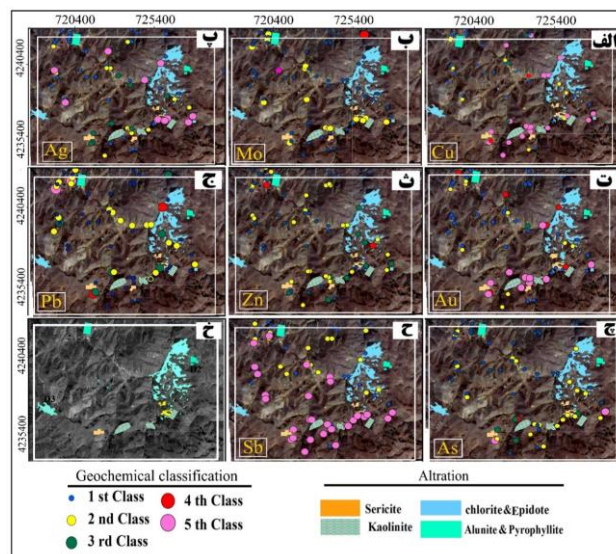 720400 725400 720400 725400 720400 725400
4240400
4235400
پ
Ag
ب
Mo
الف
Cu
4240400
4235400
ج
Pb
ث
Zn
ت
Au
4240400
4235400
خ
ح
Sb
چ
As
Geochemical classification
1 st Class
2 nd Class
3 rd Class
4 th Class
5 th Class
Altration
Sericite
Kaolinite
chlorite & Epidote
Alunite & Pyrophyllite